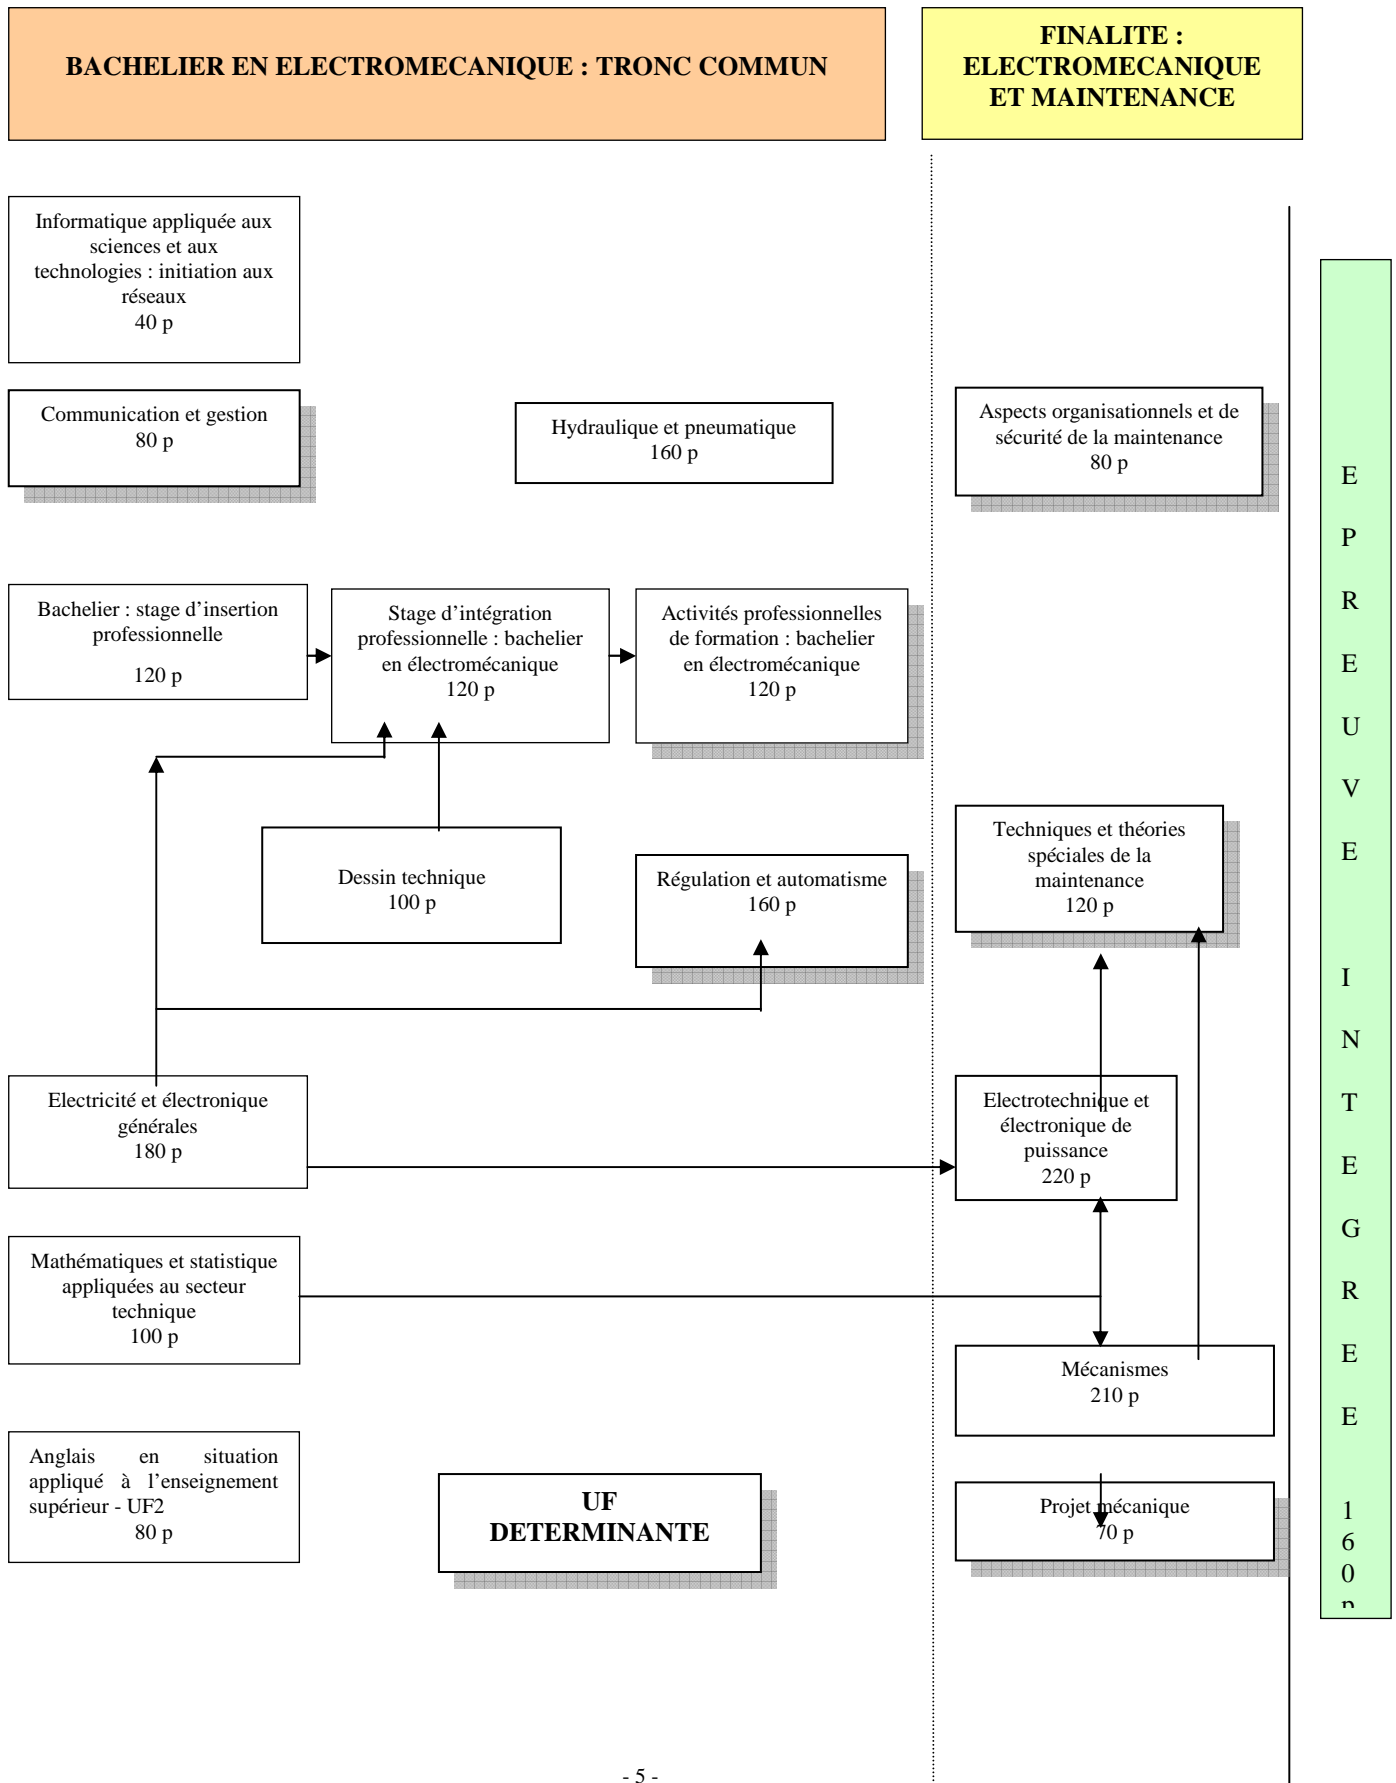 BACHELIER EN ELECTROMECANIQUE : TRONC COMMUN
FINALITE :
ELECTROMECANIQUE
ET MAINTENANCE
Informatique appliquée aux
sciences et aux
technologies : initiation aux
réseaux
40 p
Communication et gestion
80 p
Hydraulique et pneumatique
160 p
Aspects organisationnels et de
sécurité de la maintenance
80 p
Bachelier : stage d’insertion
professionnelle
120 p
Stage d’intégration
professionnelle : bachelier
en électromécanique
120 p
Activités professionnelles
de formation : bachelier
en électromécanique
120 p
Dessin technique
100 p
Régulation et automatisme
160 p
Techniques et théories
spéciales de la
maintenance
120 p
Electricité et électronique
générales
180 p
Electrotechnique et
électronique de
puissance
220 p
Mathématiques et statistique
appliquées au secteur
technique
100 p
Mécanismes
210 p
Anglais en situation
appliqué à l’enseignement
supérieur - UF2
80 p
UF
DETERMINANTE
Projet mécanique
70 p
E
P
R
E
U
V
E
I
N
T
E
G
R
E
E
1
6
0
p
- 5 -